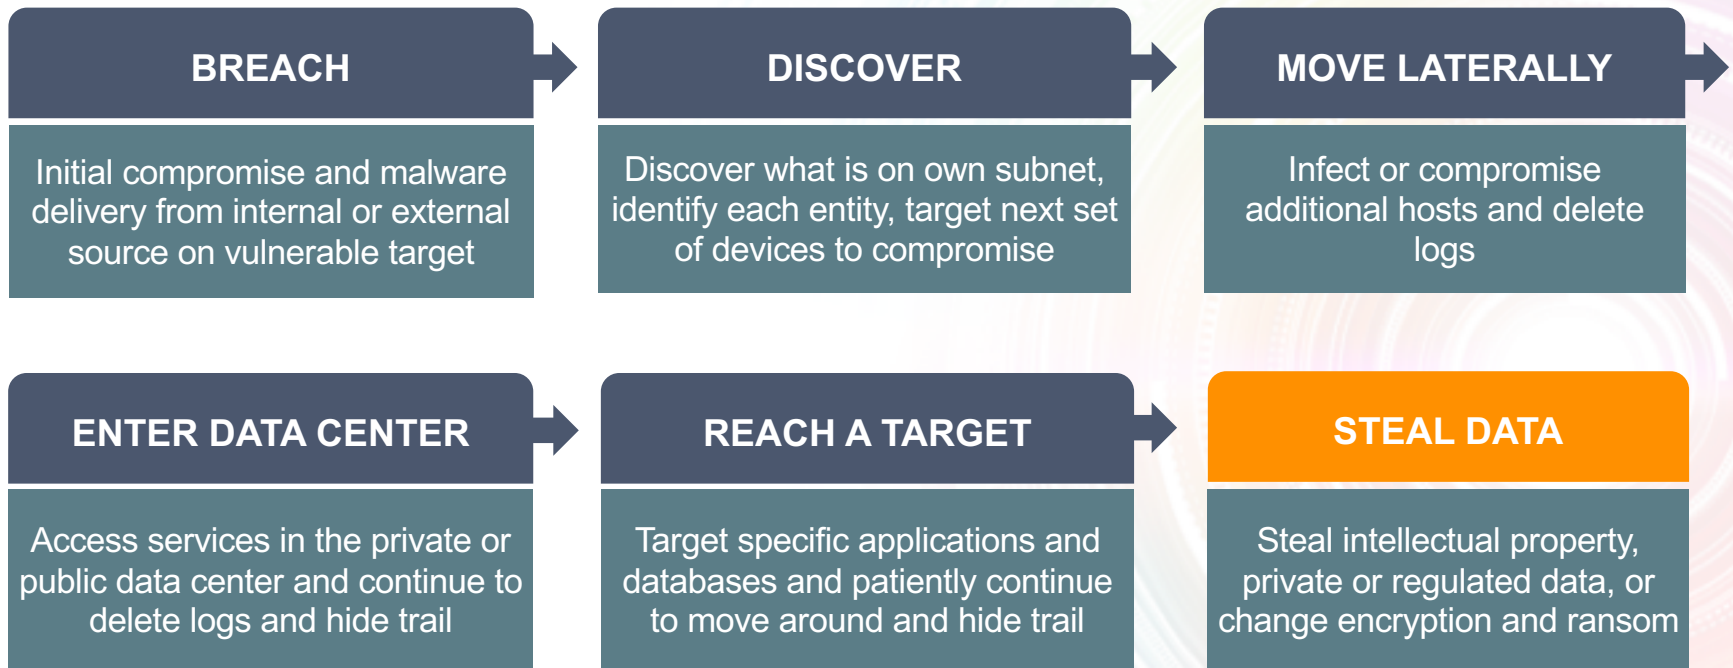 BREACH
Initial compromise and malware
delivery from internal or external
source on vulnerable target
DISCOVER
Discover what is on own subnet,
identify each entity, target next set
of devices to compromise
MOVE LATERALLY
Infect or compromise
additional hosts and delete
logs
ENTER DATA CENTER
Access services in the private or
public data center and continue to
delete logs and hide trail
REACH A TARGET
Target specific applications and
databases and patiently continue
to move around and hide trail
STEAL DATA
Steal intellectual property,
private or regulated data, or
change encryption and ransom